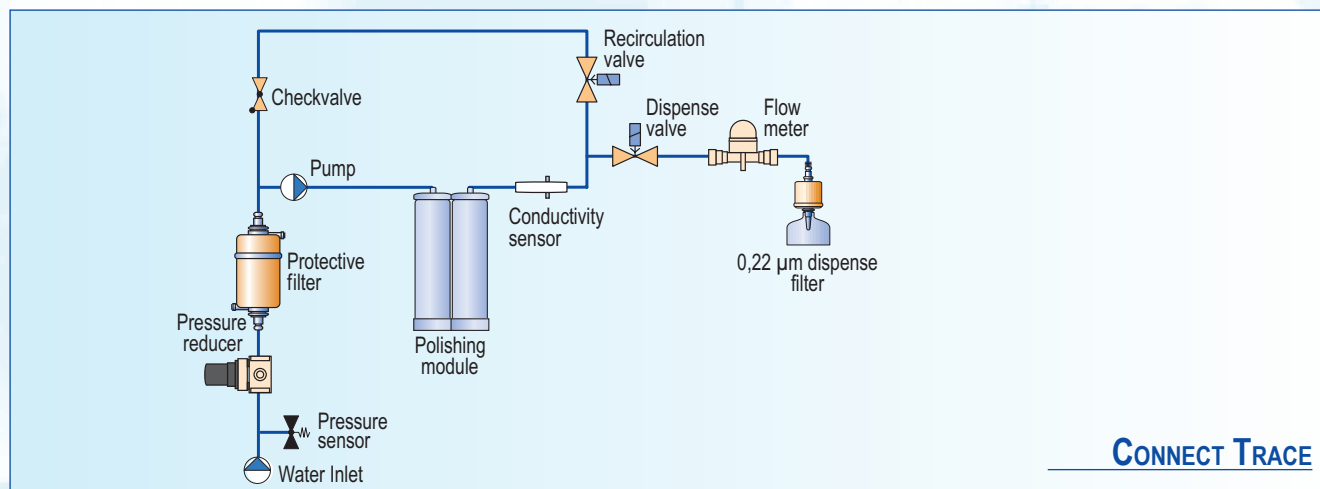 Recirculation
valve
Checkvalve
Dispense
valve
Flow
meter
Pump
Conductivity
sensor
Protective
filter
0,22 µm dispense
filter
Pressure
reducer
Polishing
module
Pressure
sensor
Water Inlet
CONNECT TRACE